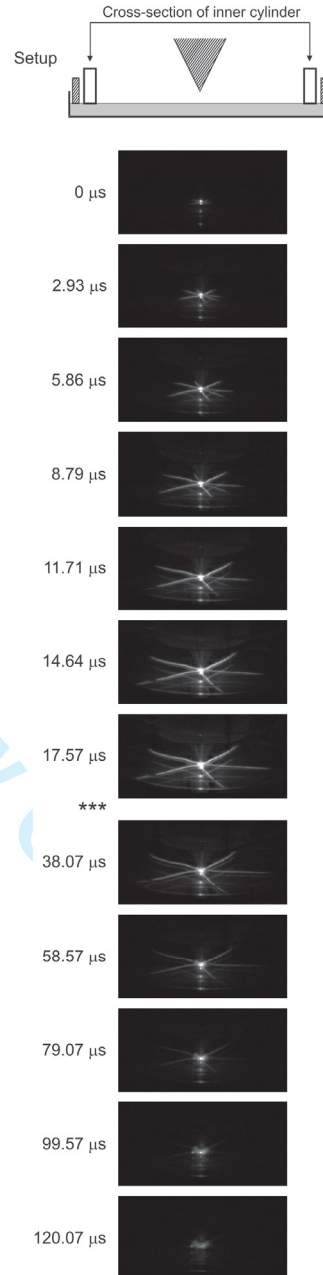 Cross-section of inner cylinder
Setup
0 μs
2.93 μs
5.86 μs
8.79 μs
11.71 μs
14.64 μs
17.57 μs
***
38.07 μs
58.57 μs
79.07 μs
99.57 μs
120.07 μs